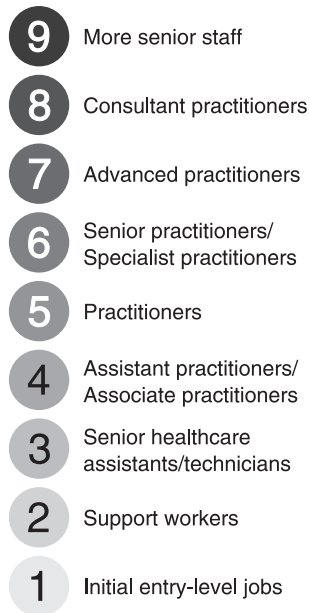 9 More senior staff
8 Consultant practitioners
7 Advanced practitioners
6 Senior practitioners/
Specialist practitioners
5 Practitioners
4 Assistant practitioners/
Associate practitioners
3 Senior healthcare
assistants/technicians
2 Support workers
1 Initial entry-level jobs